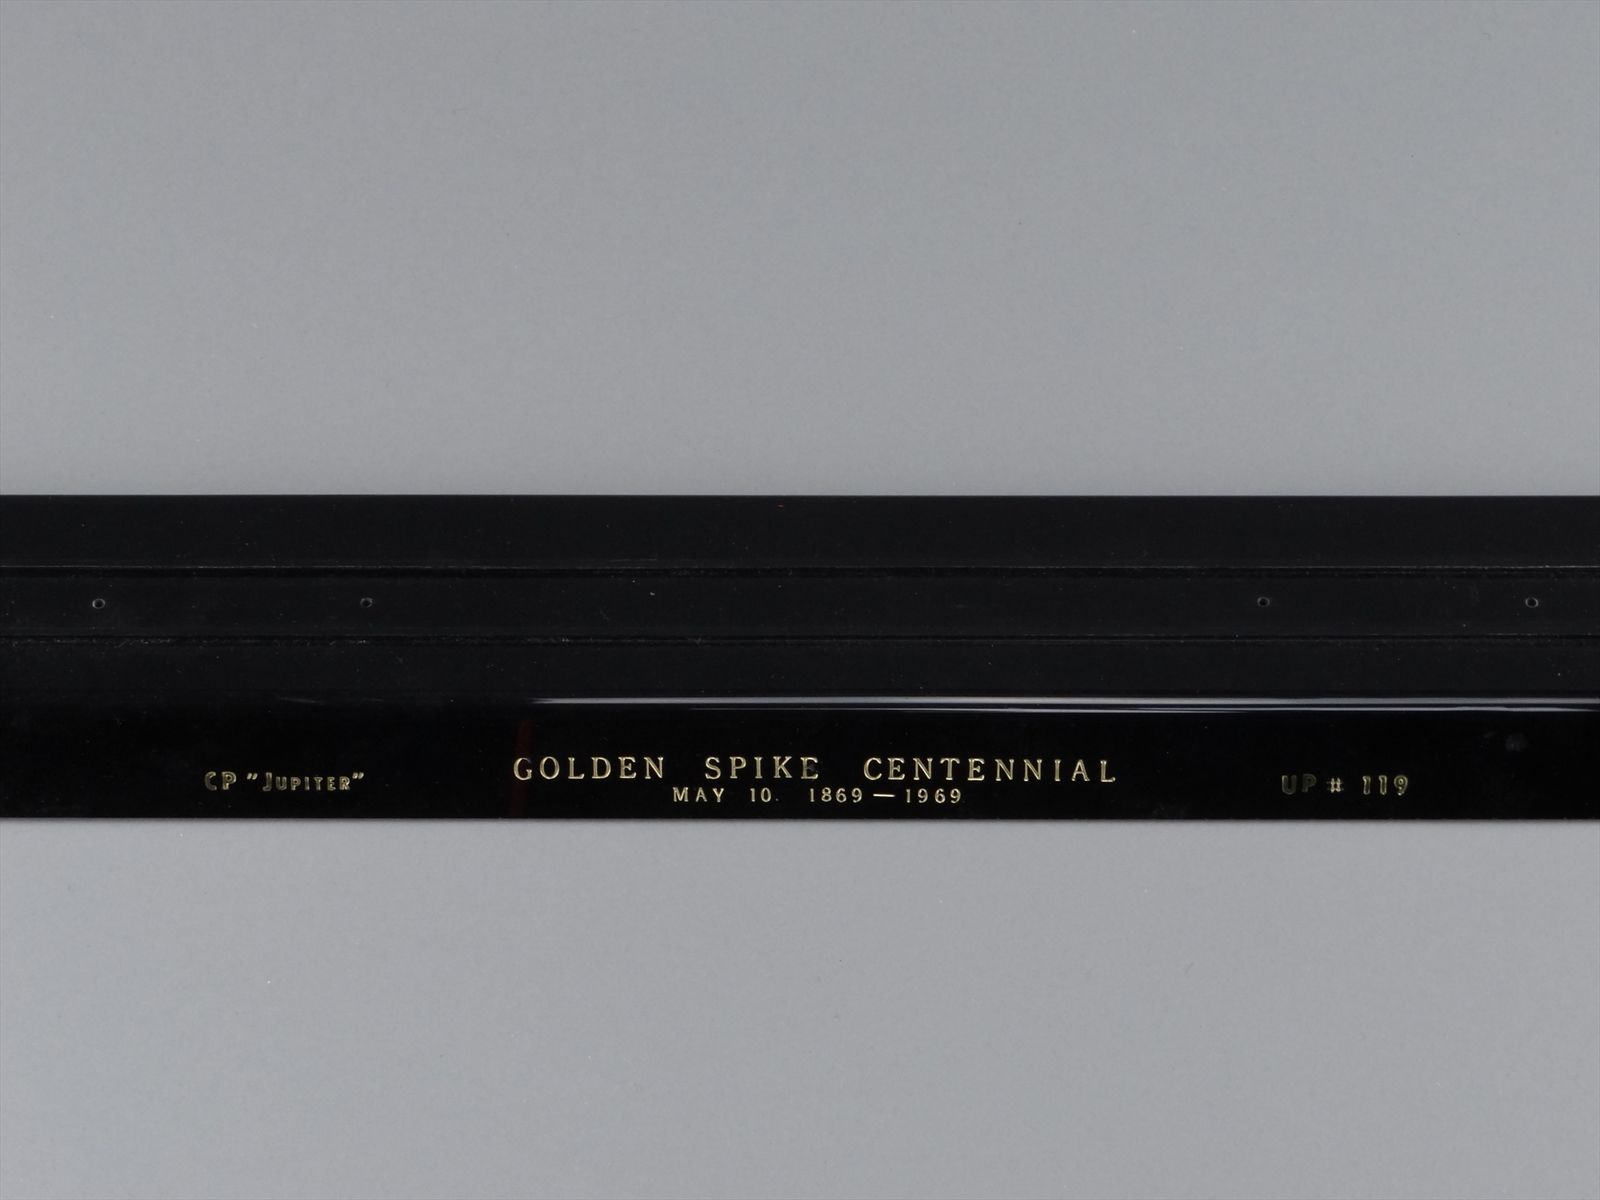 GOLDEN SPIKE CENTENNIAL
MAY 10. 1869—1969
CP "JUPITER"
UP # 119